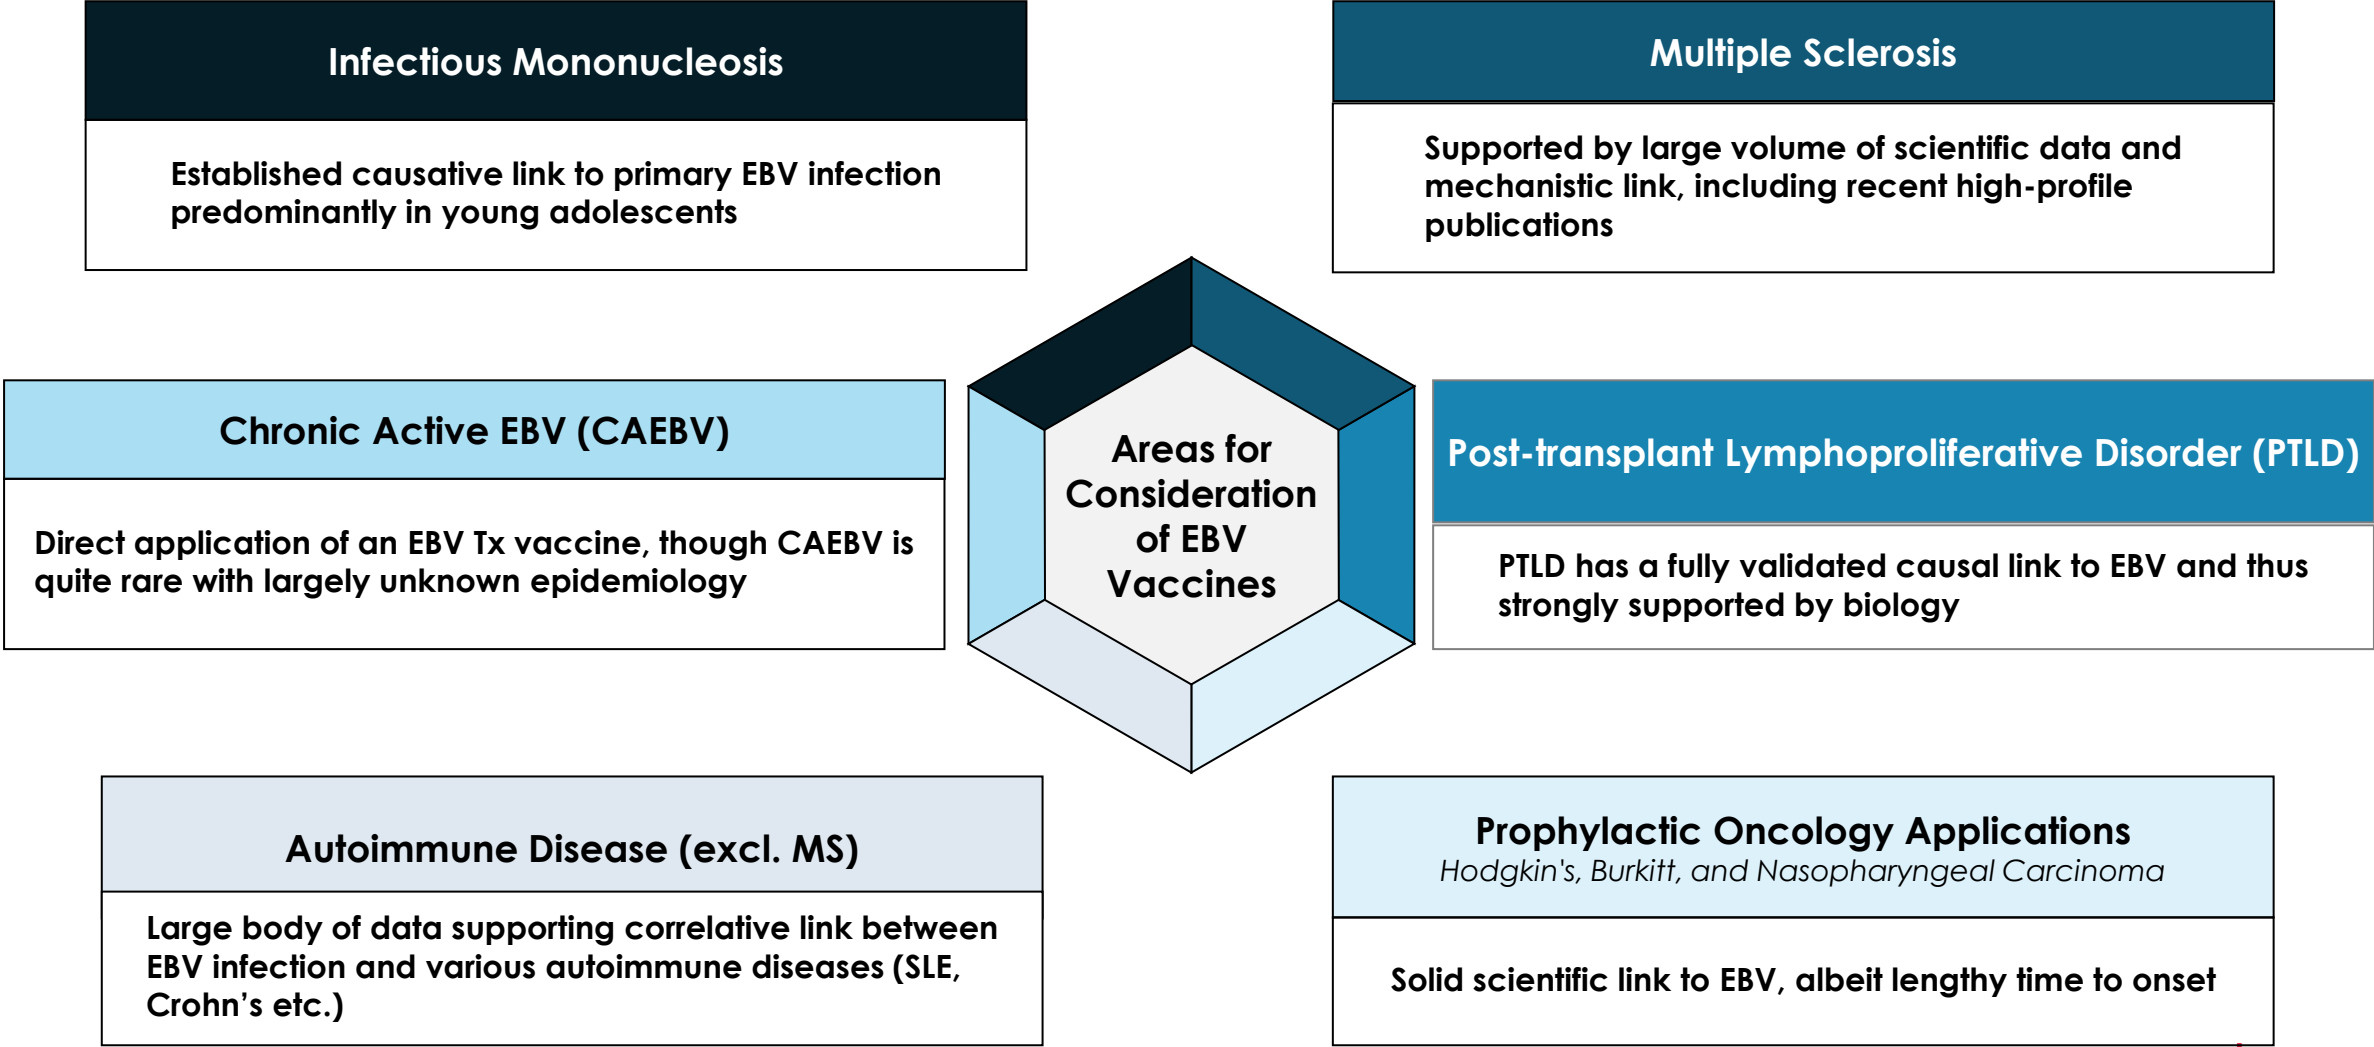 Infectious Mononucleosis
Established causative link to primary EBV infection
predominantly in young adolescents
Multiple Sclerosis
Supported by large volume of scientific data and
mechanistic link, including recent high-profile
publications
Chronic Active EBV (CAEBV)
Direct application of an EBV Tx vaccine, though CAEBV is
quite rare with largely unknown epidemiology
Areas for
Consideration
of EBV
Vaccines
Post-transplant Lymphoproliferative Disorder (PTLD)
PTLD has a fully validated causal link to EBV and thus
strongly supported by biology
Autoimmune Disease (excl. MS)
Large body of data supporting correlative link between
EBV infection and various autoimmune diseases (SLE,
Crohn’s etc.)
Prophylactic Oncology Applications
Hodgkin's, Burkitt, and Nasopharyngeal Carcinoma
Solid scientific link to EBV, albeit lengthy time to onset